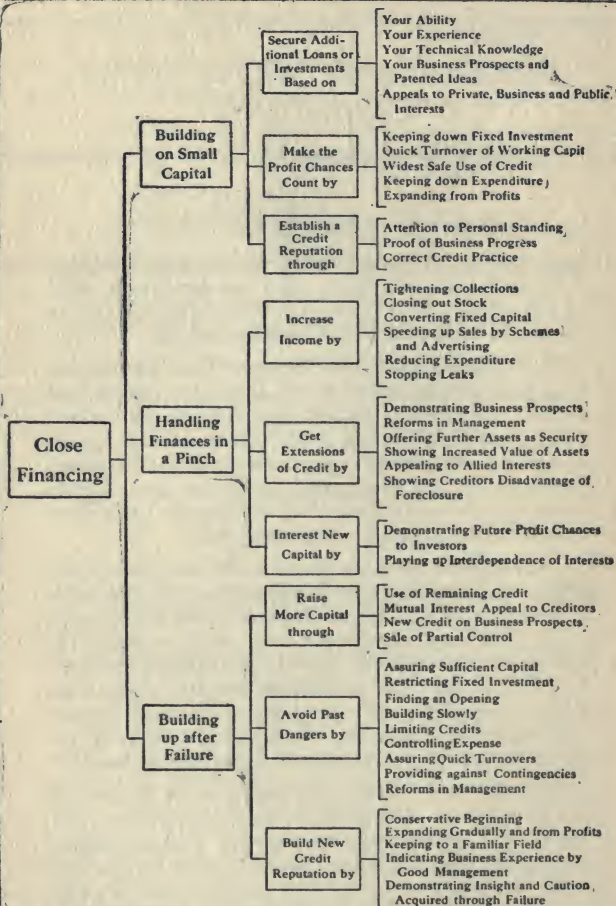 Close
Financing
Building
on Small
Capital
Secure Addi-
tional Loans or
Investments
Based on
Your Ability
Your Experience
Your Technical Knowledge
Your Business Prospects and
Patented Ideas
Appeals to Private, Business and Public
Interests
Make the
Profit Chances
Count by
Keeping down Fixed Investment
Quick Turnover of Working Capit
Widest Safe Use of Credit
Keeping down Expenditure
Expanding from Profits
Establish a
Credit
Reputation
through
Attention to Personal Standing
Proof of Business Progress
Correct Credit Practice
Handling
Finances in
a Pinch
Increase
Income by
Tightening Collections
Closing out Stock
Converting Fixed Capital
Speeding up Sales by Schemes
and Advertising
Reducing Expenditure
Stopping Leaks
Get
Extensions
of Credit by
Demonstrating Business Prospects
Reforms in Management
Offering Further Assets as Security
Showing Increased Value of Assets
Appealing to Allied Interests
Showing Creditors Disadvantage of
Foreclosure
Interest New
Capital by
Demonstrating Future Profit Chances
to Investors
Playing up Interdependence of Interests
Building
up after
Failure
Raise
More Capital
through
Use of Remaining Credit
Mutual Interest Appeal to Creditors
New Credit on Business Prospects
Sale of Partial Control
Avoid Past
Dangers by
Assuring Sufficient Capital
Restricting Fixed Investment
Finding an Opening
Building Slowly
Limiting Credits
Controlling Expense
Assuring Quick Turnovers
Providing against Contingencies
Reforms in Management
Build New
Credit
Reputation by
Conservative Beginning
Expanding Gradually and from Profits
Keeping to a Familiar Field
Indicating Business Experience by
Good Management
Demonstrating Insight and Caution
Acquired through Failure